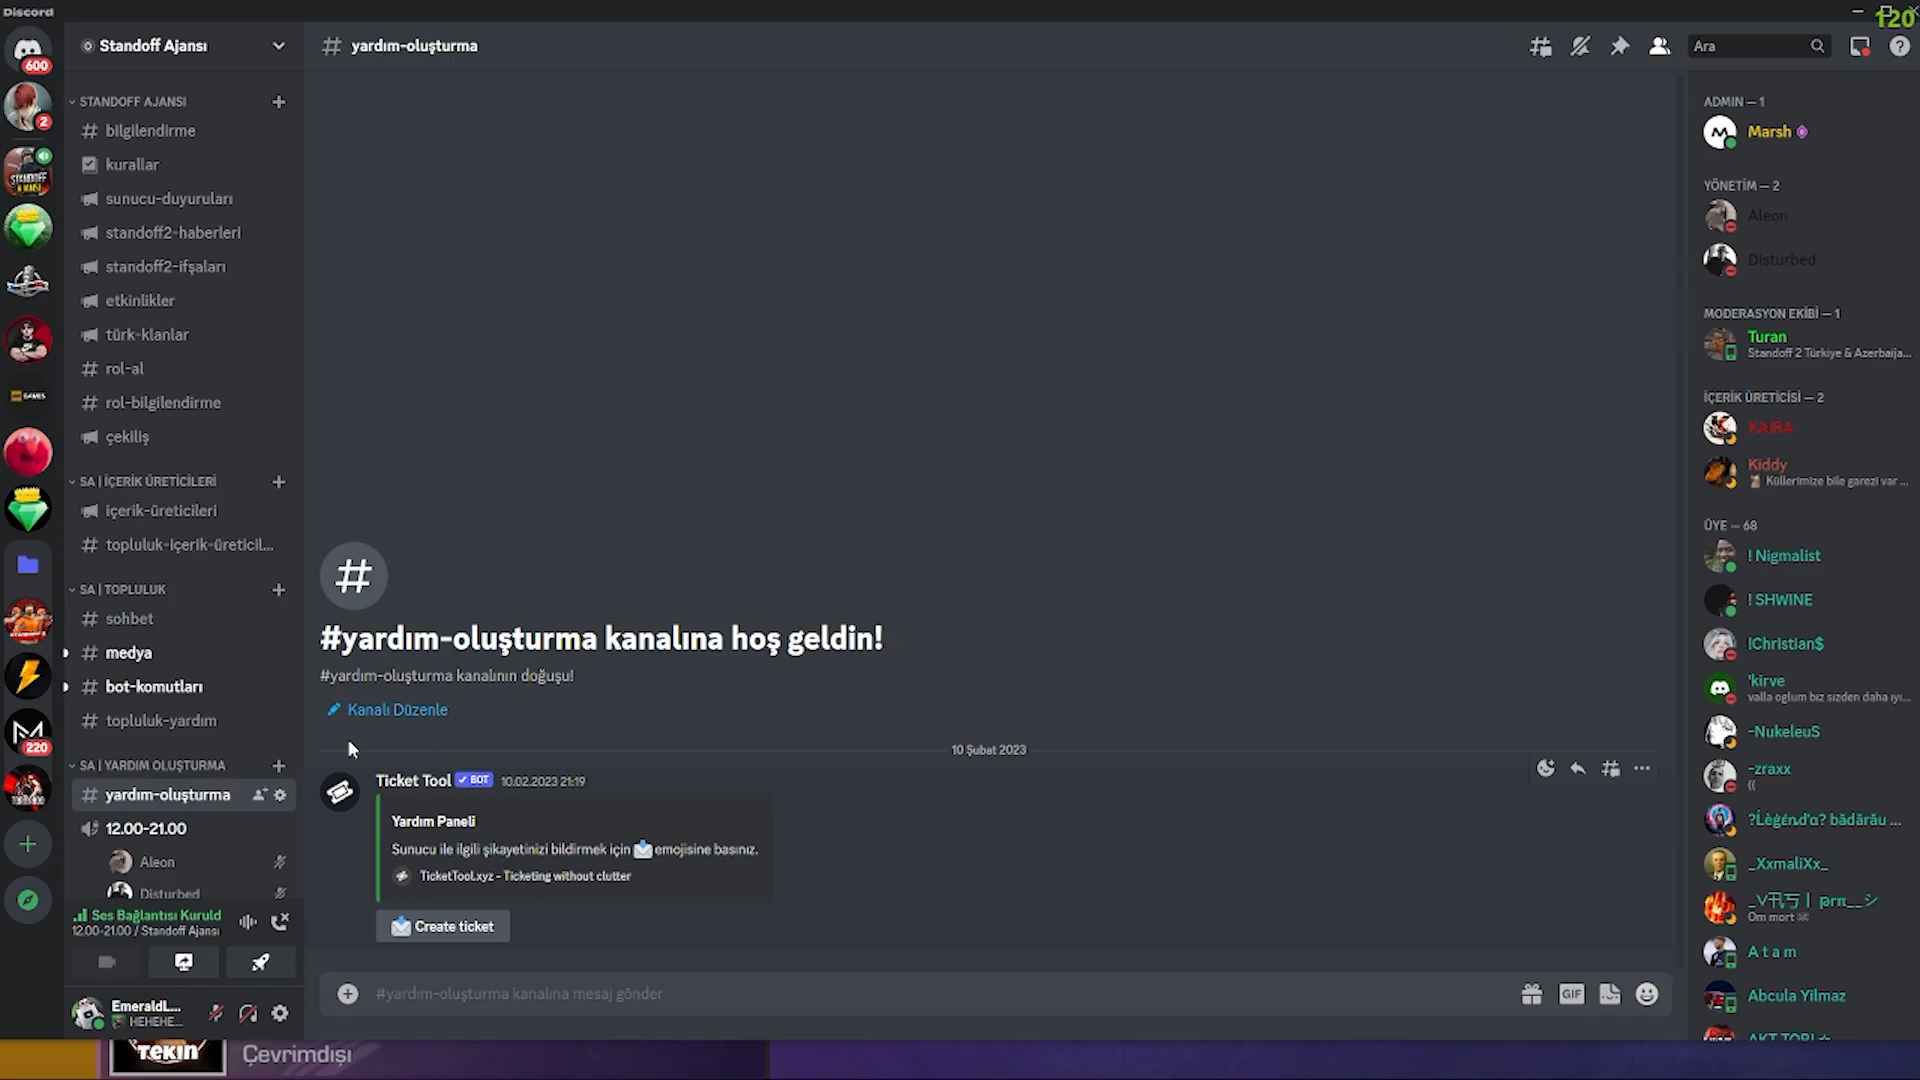 Discord
120
600
Standoff Ajansı
yardım-oluşturma
Ara
2
STANDOFF AJANSI
bilgilendirme
kurallar
sunucu-duyuruları
standoff2-haberleri
standoff2-ifşaları
etkinlikler
türk-klanlar
rol-al
rol-bilgilendirme
çekiliş
SA | İÇERİK ÜRETİCİLERİ
içerik-üreticileri
topluluk-içerik-üreticil...
SA | TOPLULUK
sohbet
medya
bot-komutları
topluluk-yardım
220
SA | YARDIM OLUŞTURMA
yardım-oluşturma
12.00-21.00
Aleon
Disturbed
Ses Bağlantısı Kuruld
12.00-21.00 / Standoff Ajansı
EmeraldL...
HEHEHE...
#yardım-oluşturma kanalına hoş geldin!
#yardım-oluşturma kanalının doğuşu!
Kanalı Düzenle
10 Şubat 2023
Ticket Tool BOT 10.02.2023 21:19
Yardım Paneli
Sunucu ile ilgili şikayetinizi bildirmek için emojisine basınız.
TicketTool.xyz - Ticketing without clutter
Create ticket
#yardım-oluşturma kanalına mesaj gönder
GIF
ADMIN — 1
Marsh
YÖNETİM — 2
Aleon
Disturbed
MODERASYON EKİBİ — 1
Turan
Standoff 2 Türkiye & Azerbaija...
İÇERİK ÜRETİCİSİ — 2
KAIRA
Kiddy
Küllerimize bile garezi var ...
ÜYE — 68
! Nigmalist
! SHWINE
!Christian$
'kirve
valla oglum biz sizden daha iyi...
-NukeleuS
-zraxx
((
_XxmaliXx_
Om mort
A t a m
Abcula Yilmaz
TEKIN
Çevrimdışı